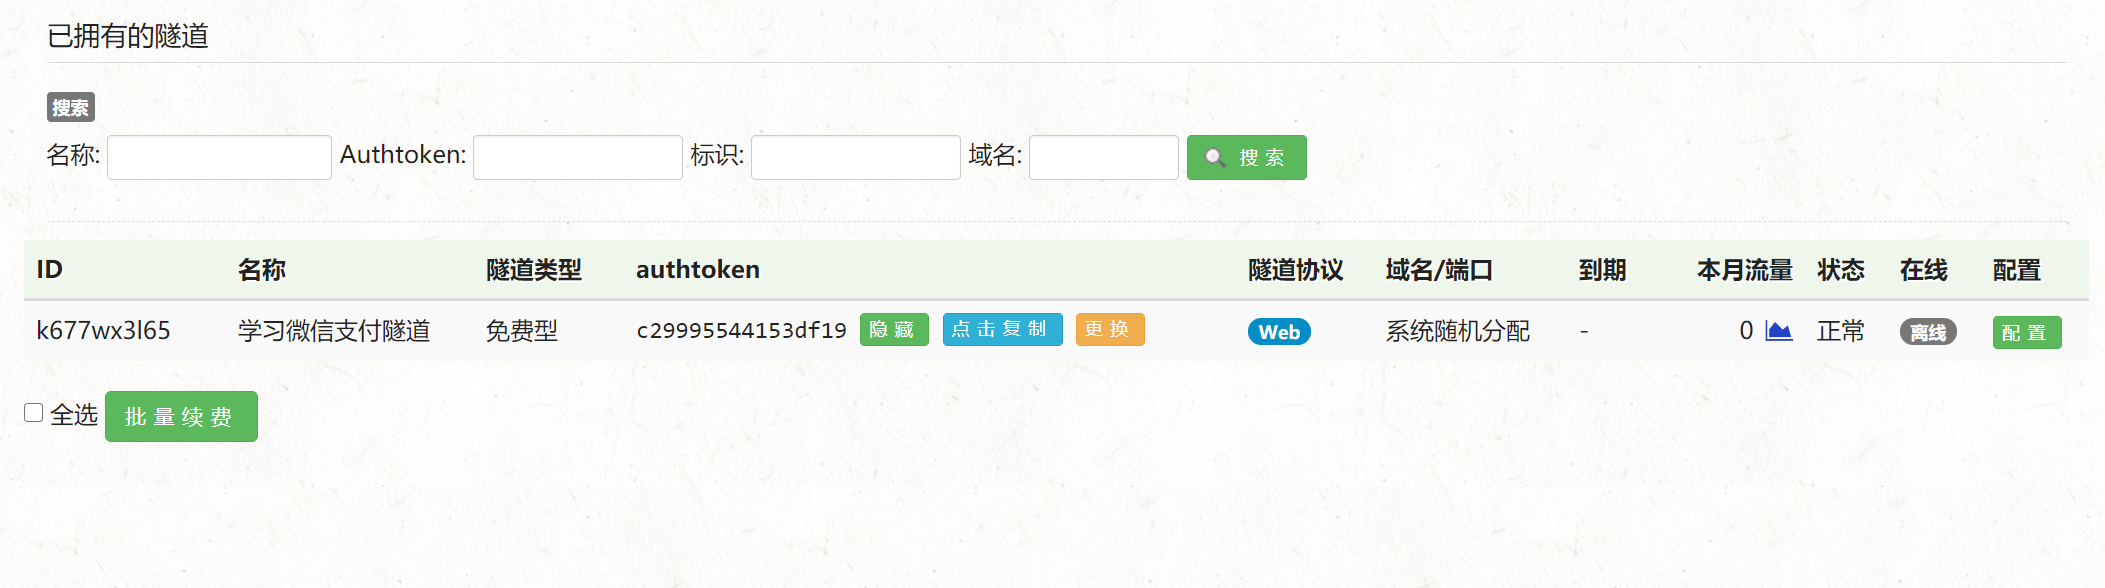 已拥有的隧道
搜索
名称: Authtoken: 标识: 域名: 搜索
ID 名称 隧道类型 authtoken 隧道协议 域名/端口 到期 本月流量 状态 在线 配置
k677wx3l65 学习微信支付隧道 免费型 c29995544153df19 隐藏 点击复制 更换 Web 系统随机分配 - 0 正常 离线 配置
全选 批量续费